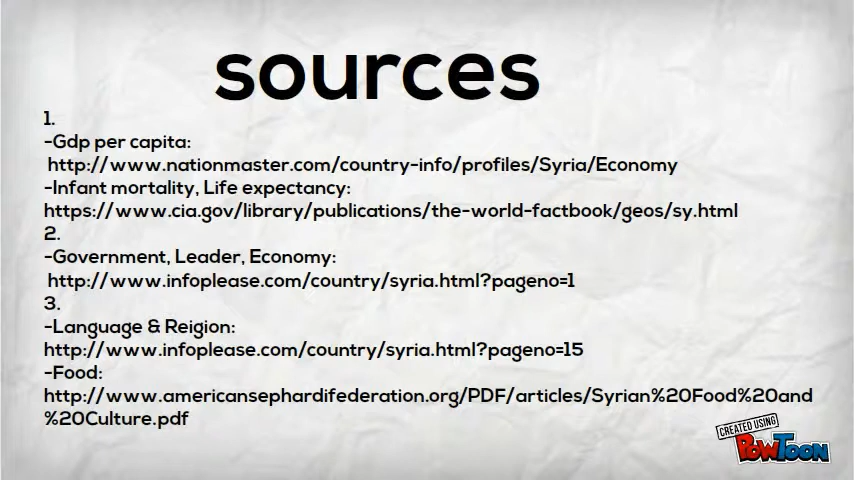 sources
1.
-Gdp per capita:
http://www.nationmaster.com/country-info/profiles/Syria/Economy
-Infant mortality, Life expectancy:
https://www.cia.gov/library/publications/the-world-factbook/geos/sy.html
2.
-Government, Leader, Economy:
http://www.infoplease.com/country/syria.html?pageno=1
3.
-Language & Reigion:
http://www.infoplease.com/country/syria.html?pageno=15
-Food:
http://www.americansephardifederation.org/PDF/articles/Syrian%20Food%20and
%20Culture.pdf
CREATED USING
POWTOON